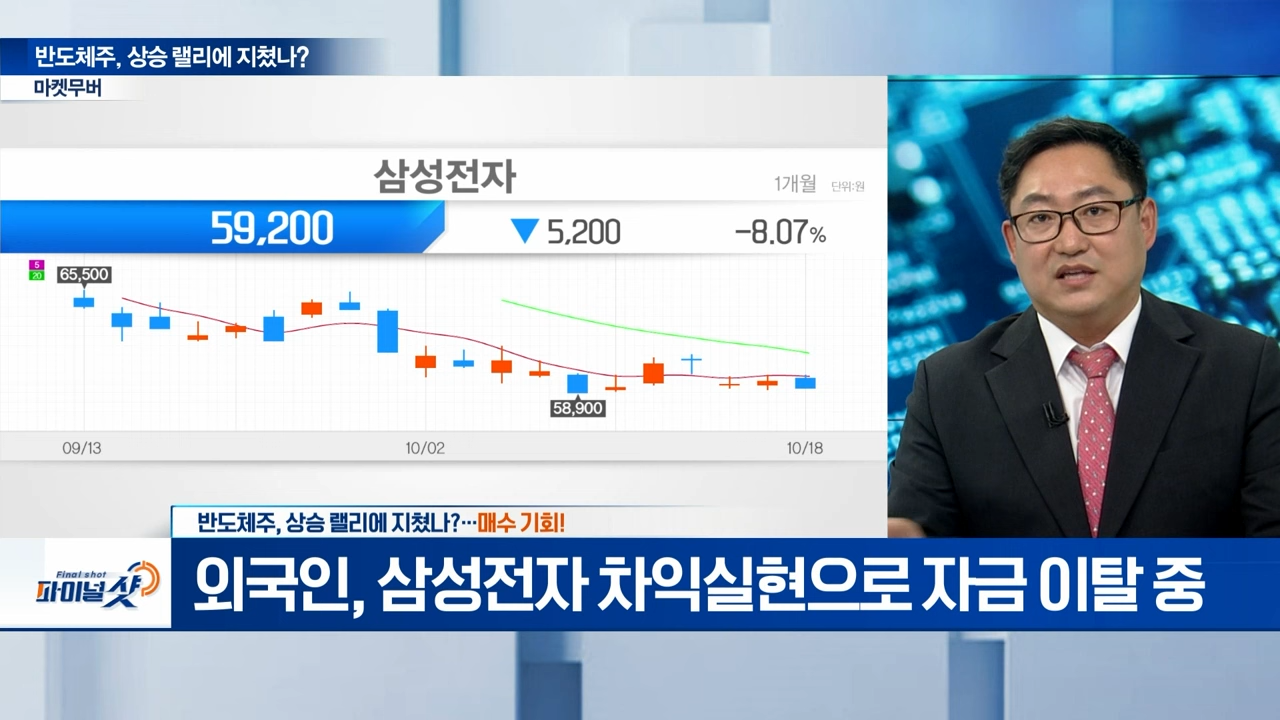 반도체주, 상승 랠리에 지쳤나?
마켓무버
삼성전자
1개월 단위:원
59,200 ▼5,200 -8.07%
5
20
65,500
58,900
09/13 10/02 10/18
반도체주, 상승 랠리에 지쳤나?…매수 기회!
Final shot
파이널샷
외국인, 삼성전자 차익실현으로 자금 이탈 중